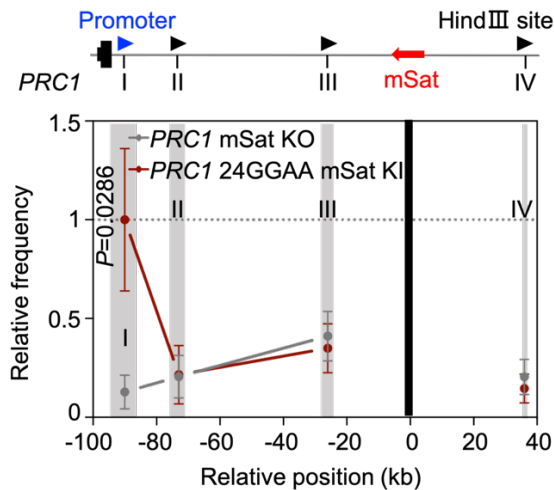 Promoter
HindⅢ site
PRC1
I
II
III
mSat
IV
1.5
PRC1 mSat KO
PRC1 24GGAA mSat KI
P=0.0286
II
III
IV
1
Relative frequency
0.5
I
0
-100
-80
-60
-40
-20
0
20
40
Relative position (kb)